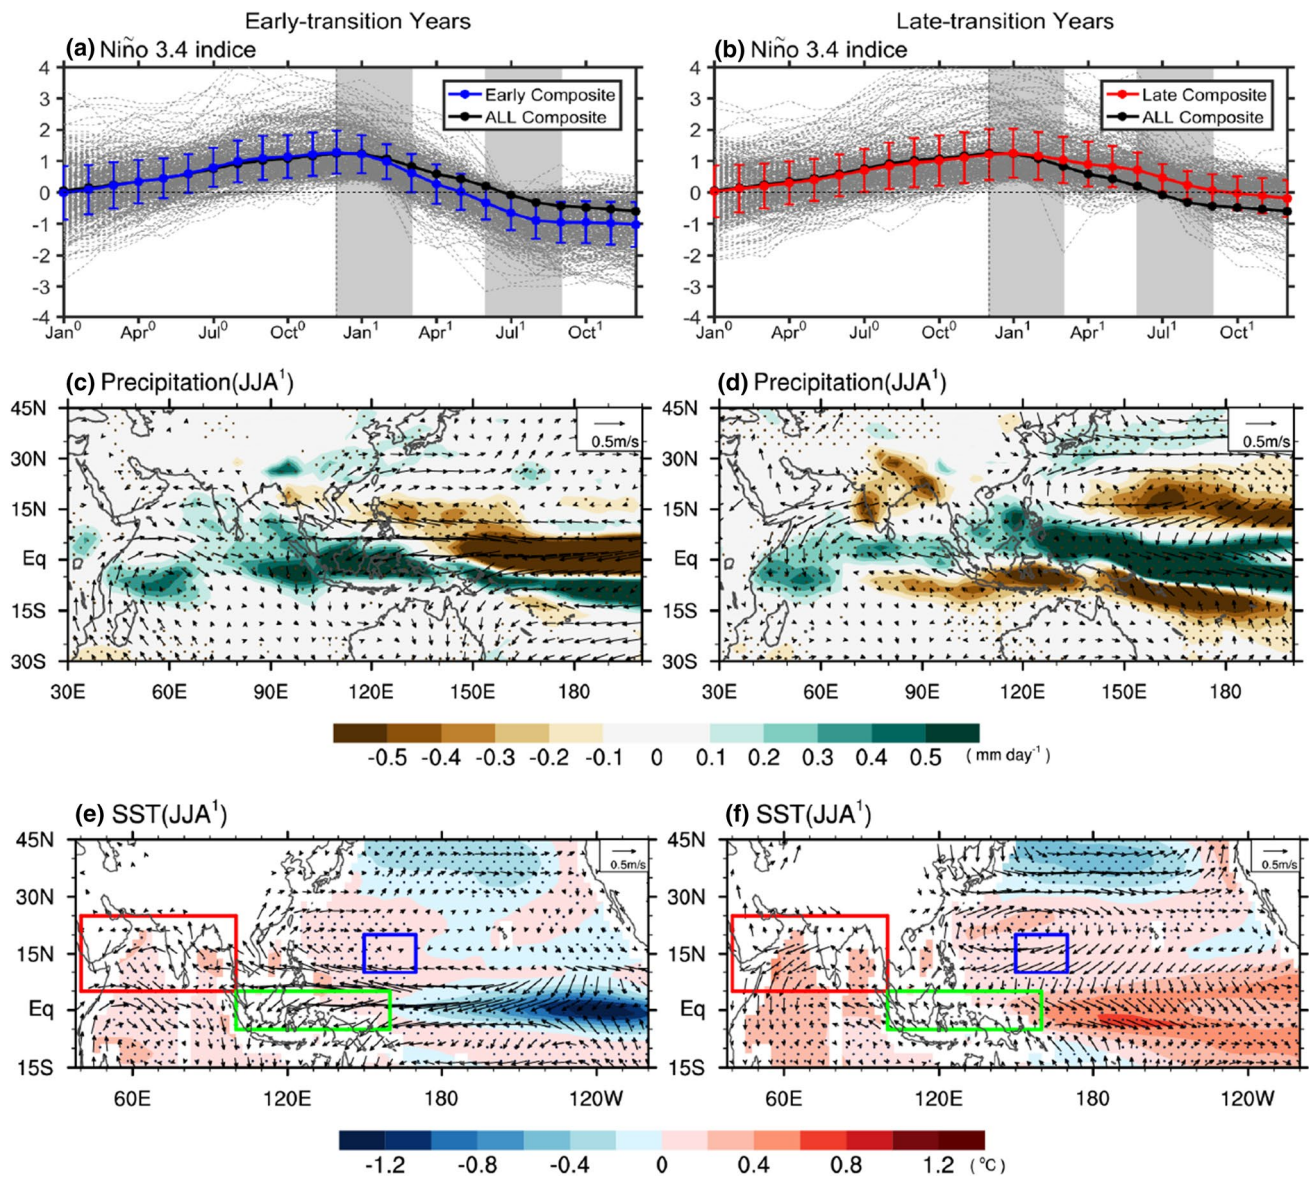 Early-transition Years
Late-transition Years
(a) Niño 3.4 indice
(b) Niño 3.4 indice
Early Composite
ALL Composite
Late Composite
ALL Composite
4
3
2
1
0
-1
-2
-3
-4
4
3
2
1
0
-1
-2
-3
-4
Jan⁰ Apr⁰ Jul⁰ Oct⁰ Jan¹ Apr¹ Jul¹ Oct¹
Jan⁰ Apr⁰ Jul⁰ Oct⁰ Jan¹ Apr¹ Jul¹ Oct¹
(c) Precipitation(JJA¹)
(d) Precipitation(JJA¹)
0.5m/s
0.5m/s
45N
30N
15N
Eq
15S
30S
45N
30N
15N
Eq
15S
30S
30E 60E 90E 120E 150E 180
30E 60E 90E 120E 150E 180
-0.5 -0.4 -0.3 -0.2 -0.1 0 0.1 0.2 0.3 0.4 0.5 ( mm day⁻¹ )
(e) SST(JJA¹)
(f) SST(JJA¹)
0.5m/s
0.5m/s
45N
30N
15N
Eq
15S
45N
30N
15N
Eq
15S
60E 120E 180 120W
60E 120E 180 120W
-1.2 -0.8 -0.4 0 0.4 0.8 1.2 (°C)